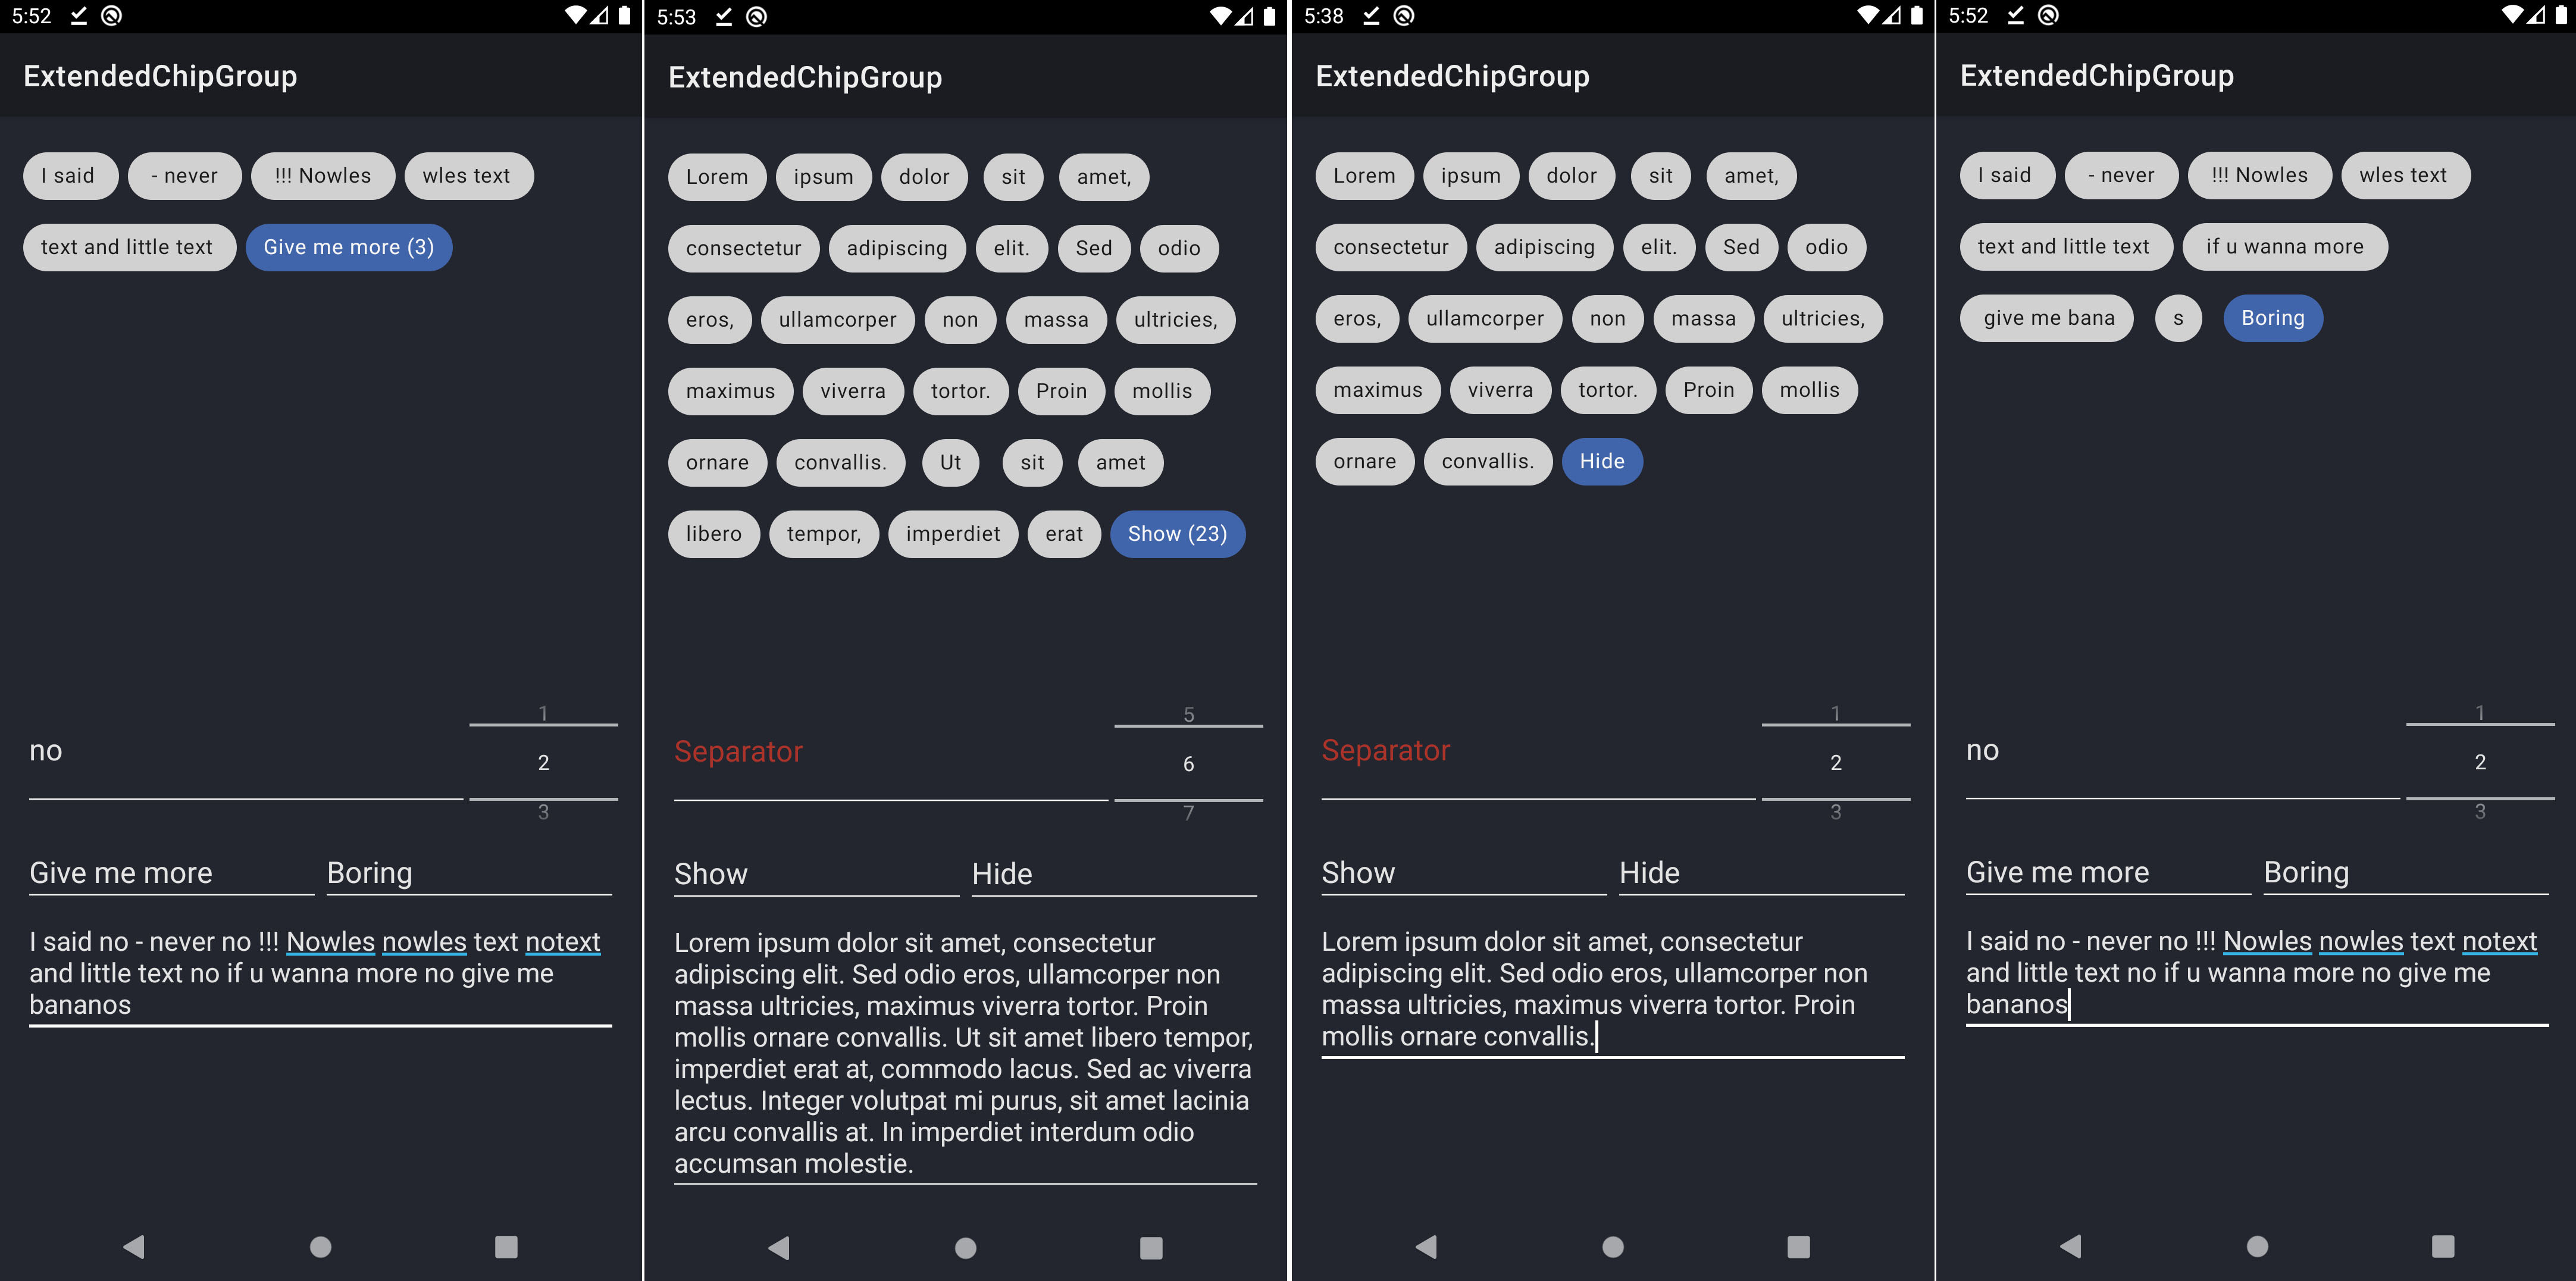 5:52
ExtendedChipGroup
I said - never !!! Nowles wles text
text and little text Give me more (3)
1
no 2
3
Give me more Boring
I said no - never no !!! Nowles nowles text notext
and little text no if u wanna more no give me
bananos
5:53
ExtendedChipGroup
Lorem ipsum dolor sit amet,
consectetur adipiscing elit. Sed odio
eros, ullamcorper non massa ultricies,
maximus viverra tortor. Proin mollis
ornare convallis. Ut sit amet
libero tempor, imperdiet erat Show (23)
5
Separator 6
7
Show Hide
Lorem ipsum dolor sit amet, consectetur
adipiscing elit. Sed odio eros, ullamcorper non
massa ultricies, maximus viverra tortor. Proin
mollis ornare convallis. Ut sit amet libero tempor,
imperdiet erat at, commodo lacus. Sed ac viverra
lectus. Integer volutpat mi purus, sit amet lacinia
arcu convallis at. In imperdiet interdum odio
accumsan molestie.
5:38
ExtendedChipGroup
Lorem ipsum dolor sit amet,
consectetur adipiscing elit. Sed odio
eros, ullamcorper non massa ultricies,
maximus viverra tortor. Proin mollis
ornare convallis. Hide
1
Separator 2
3
Show Hide
Lorem ipsum dolor sit amet, consectetur
adipiscing elit. Sed odio eros, ullamcorper non
massa ultricies, maximus viverra tortor. Proin
mollis ornare convallis.
5:52
ExtendedChipGroup
I said - never !!! Nowles wles text
text and little text if u wanna more
give me bana s Boring
1
no 2
3
Give me more Boring
I said no - never no !!! Nowles nowles text notext
and little text no if u wanna more no give me
bananos